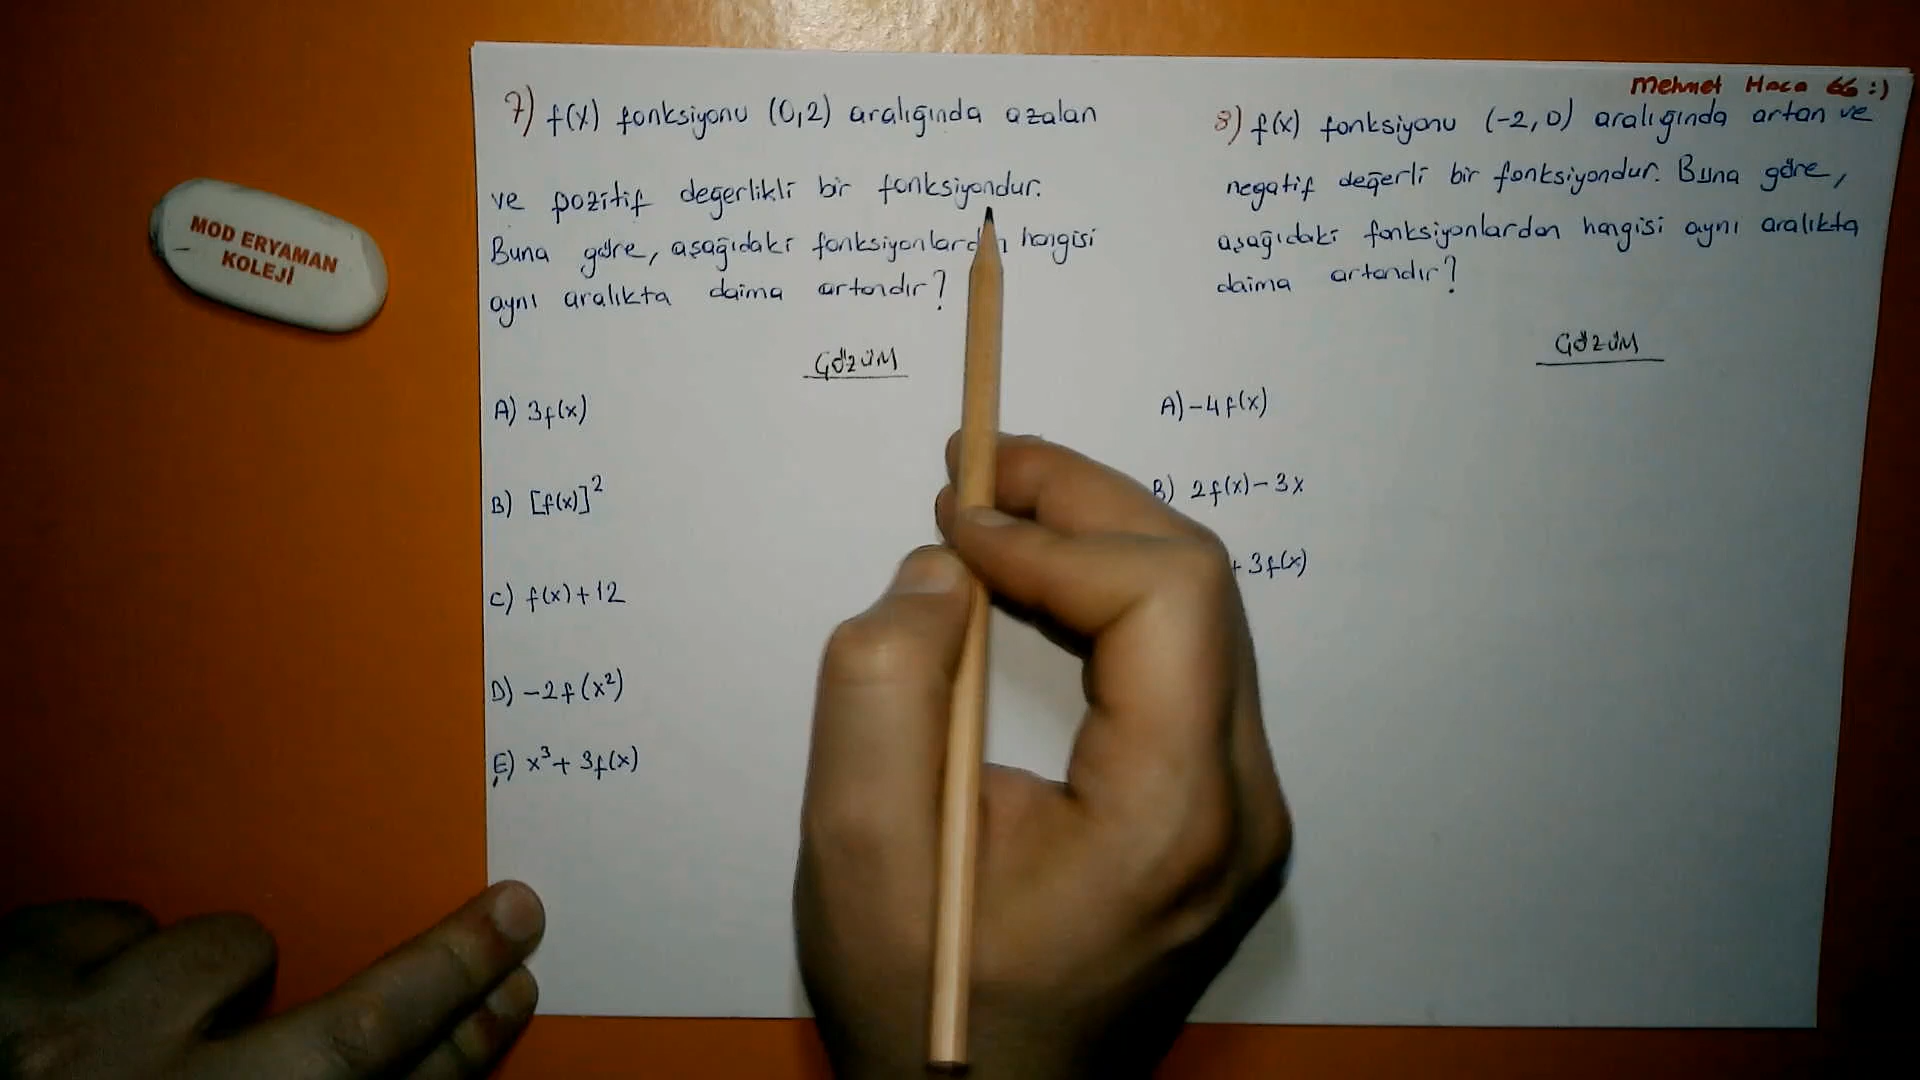 MOD ERYAMAN
KOLEJİ
Mehmet Hoca 66 :)
7) f(x) fonksiyonu (0,2) aralığında azalan
ve pozitif değerlikli bir fonksiyondur.
Buna göre, aşağıdaki fonksiyonlardan hangisi
aynı aralıkta daima artandır?
ÇÖZÜM
A) 3f(x)
B) [f(x)]²
C) f(x)+12
D) -2f(x²)
E) x³+ 3f(x)
8) f(x) fonksiyonu (-2,0) aralığında artan ve
negatif değerli bir fonksiyondur. Buna göre,
aşağıdaki fonksiyonlardan hangisi aynı aralıkta
daima artandır?
ÇÖZÜM
A) -4f(x)
B) 2f(x)-3x
+ 3f(x)